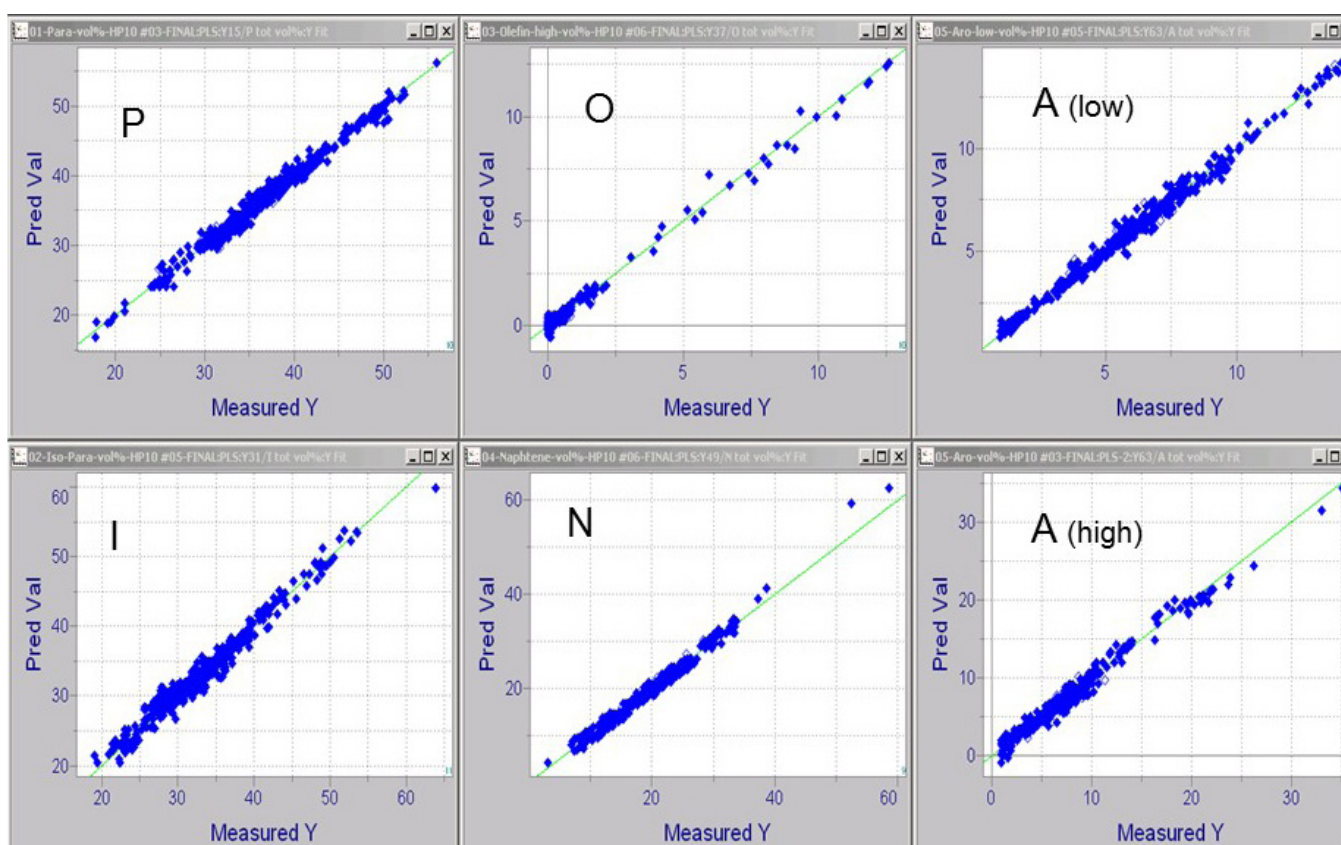 01-Para-vol%-HP10 #03-FINAL:PLS:Y15/P tot vol%:Y Fit
P
Pred Val
50
40
30
20
20
30
40
50
Measured Y
03-Olefin-high-vol%-HP10 #06-FINAL:PLS:Y37/O tot vol%:Y Fit
O
Pred Val
10
5
0
0
5
10
Measured Y
05-Aro-low-vol%-HP10 #05-FINAL:PLS:Y63/A tot vol%:Y Fit
A (low)
Pred Val
10
5
5
10
Measured Y
02-Iso-Para-vol%-HP10 #05-FINAL:PLS:Y31/I tot vol%:Y Fit
I
Pred Val
60
50
40
30
20
20
30
40
50
60
Measured Y
04-Naphtene-vol%-HP10 #06-FINAL:PLS:Y49/N tot vol%:Y Fit
N
Pred Val
60
40
20
20
40
60
Measured Y
05-Aro-vol%-HP10 #03-FINAL:PLS-2:Y63/A tot vol%:Y Fit
A (high)
Pred Val
30
20
10
0
0
10
20
30
Measured Y